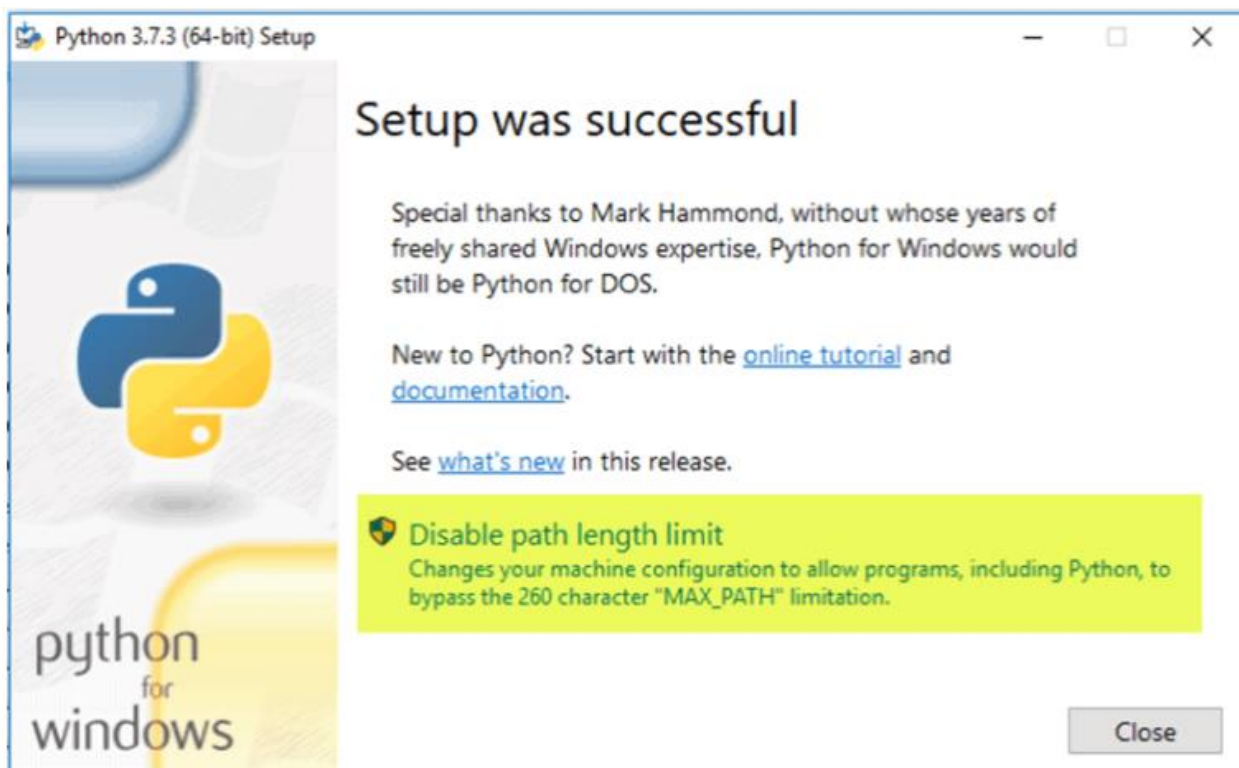 Python 3.7.3 (64-bit) Setup
Setup was successful
Special thanks to Mark Hammond, without whose years of
freely shared Windows expertise, Python for Windows would
still be Python for DOS.
New to Python? Start with the online tutorial and
documentation.
See what's new in this release.
Disable path length limit
Changes your machine configuration to allow programs, including Python, to
bypass the 260 character "MAX_PATH" limitation.
python
for
windows
Close